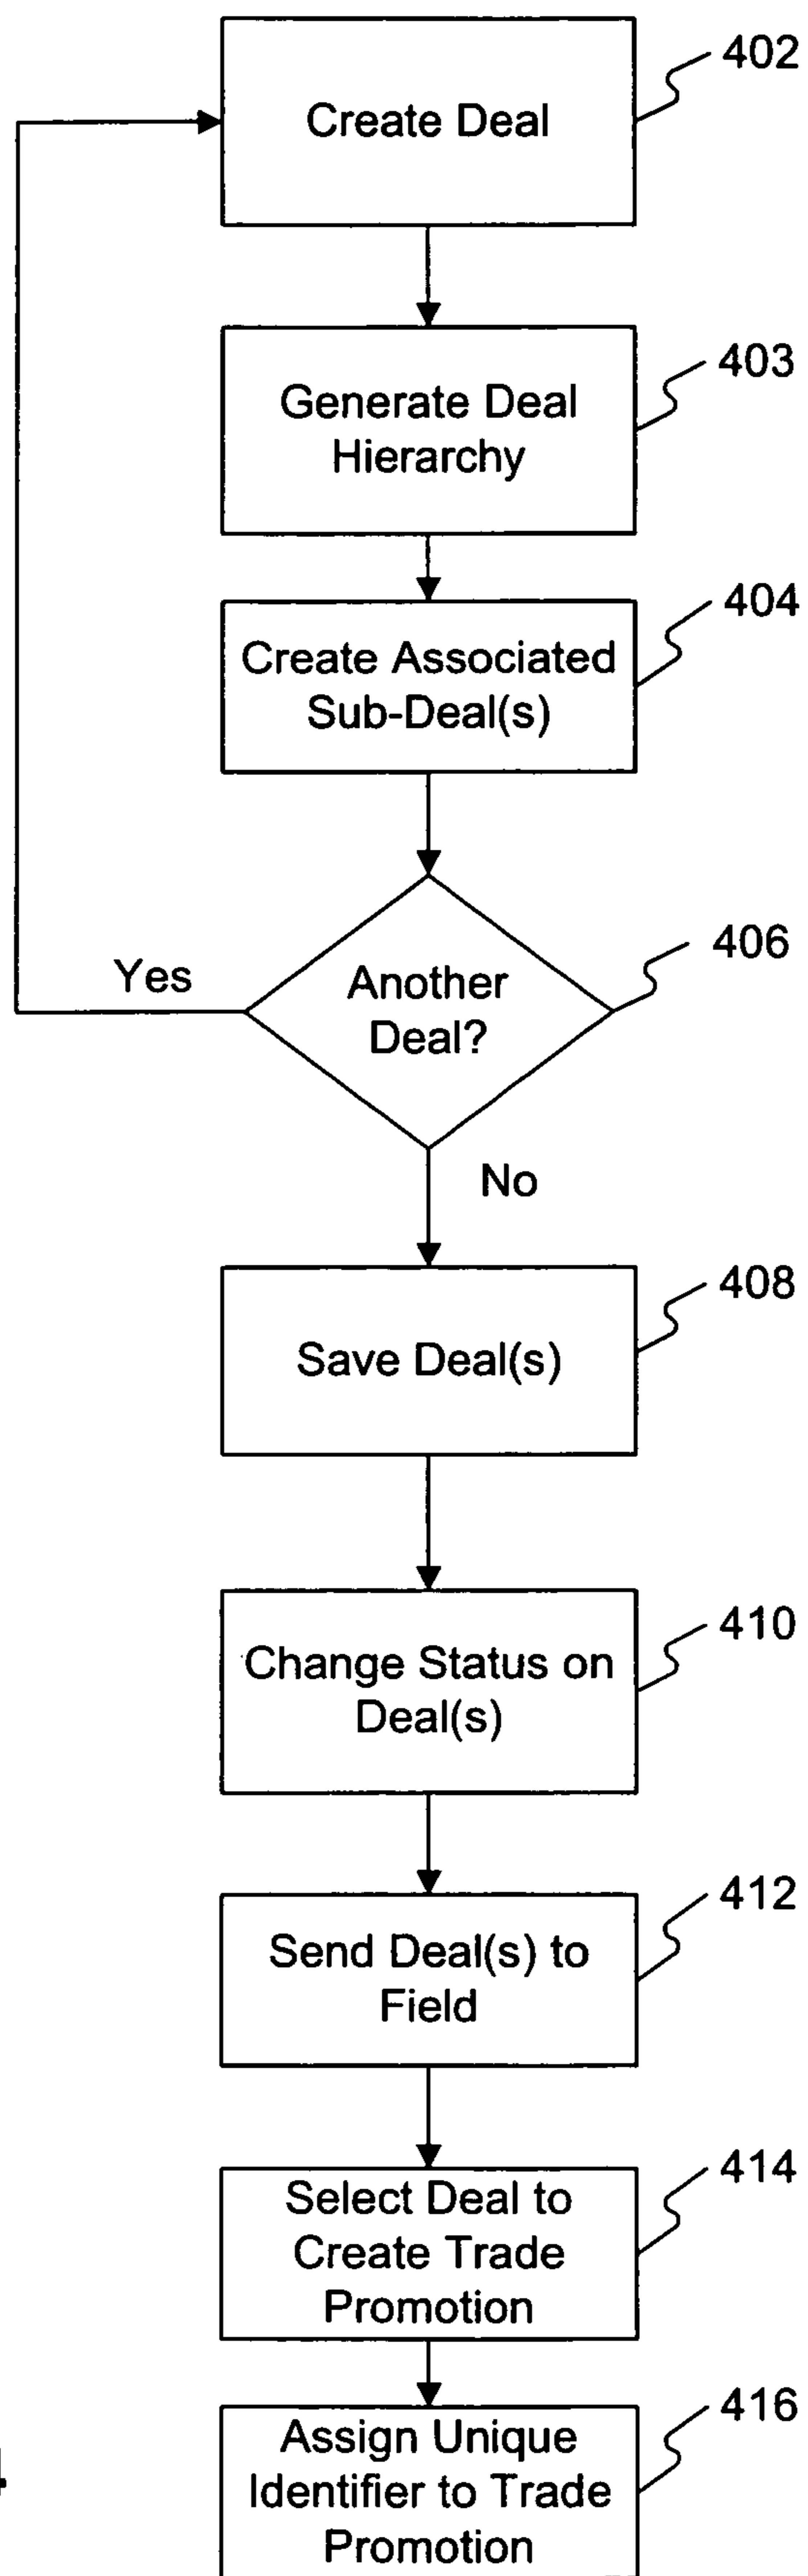 402
Create Deal
403
Generate Deal
Hierarchy
404
Create Associated
Sub-Deal(s)
406
Yes
Another
Deal?
No
408
Save Deal(s)
410
Change Status on
Deal(s)
412
Send Deal(s) to
Field
414
Select Deal to
Create Trade
Promotion
416
Assign Unique
Identifier to Trade
Promotion